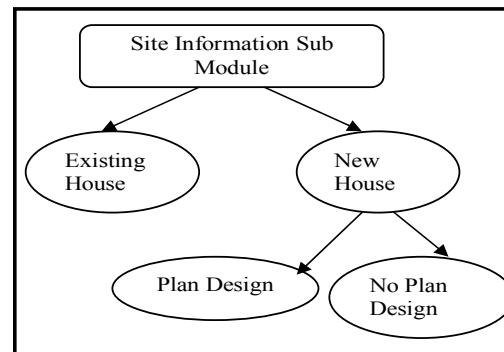 Site Information Sub
Module
Existing
House
New
House
Plan Design
No Plan
Design